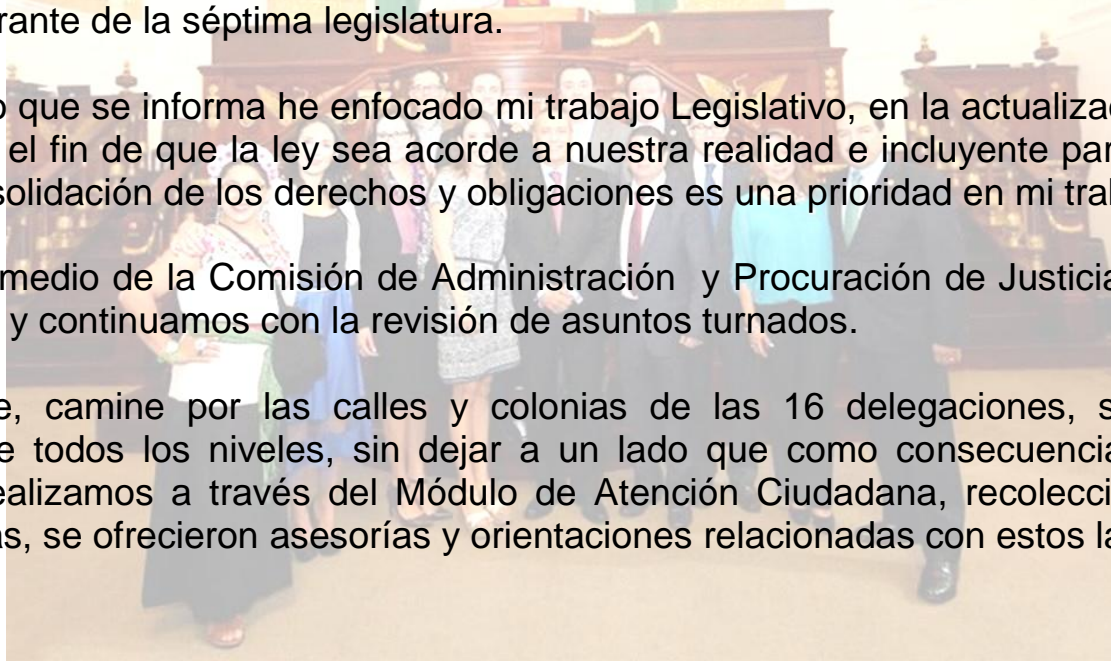 rante de la séptima legislatura.
o que se informa he enfocado mi trabajo Legislativo, en la actualizac
el fin de que la ley sea acorde a nuestra realidad e incluyente par
solidación de los derechos y obligaciones es una prioridad en mi tral
medio de la Comisión de Administración y Procuración de Justicia
y continuamos con la revisión de asuntos turnados.
e, camine por las calles y colonias de las 16 delegaciones, s
e todos los niveles, sin dejar a un lado que como consecuencia
ealizamos a través del Módulo de Atención Ciudadana, recolecci
as, se ofrecieron asesorías y orientaciones relacionadas con estos la